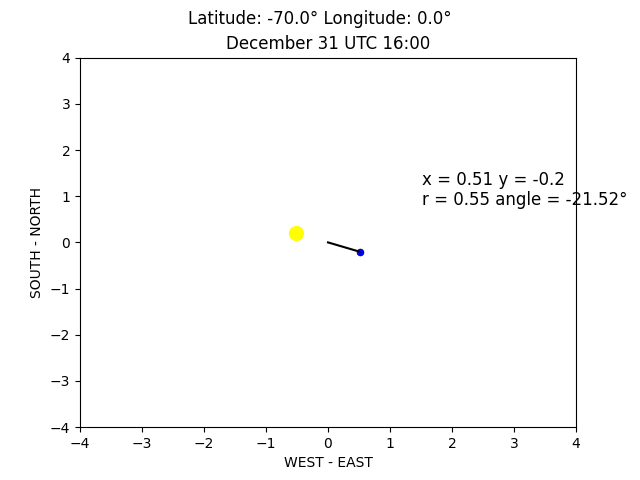 Latitude: -70.0° Longitude: 0.0°
December 31 UTC 16:00
4
3
2
1
0
−1
−2
−3
−4
SOUTH - NORTH
x = 0.51 y = -0.2
r = 0.55 angle = -21.52°
−4 −3 −2 −1 0 1 2 3 4
WEST - EAST